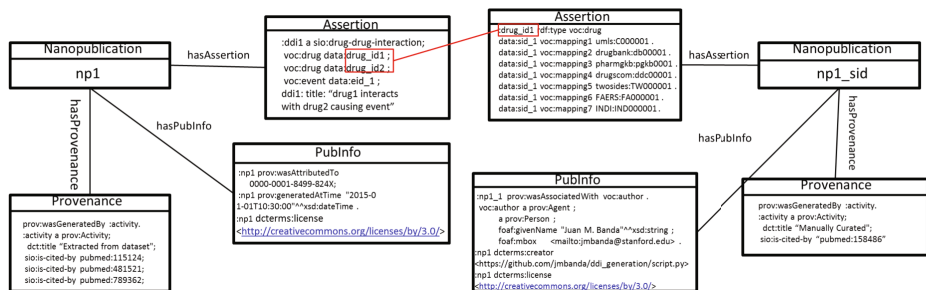 Nanopublication
np1
hasAssertion
Assertion
:ddi1 a sio:drug-drug-interaction;
voc:drug data:drug_id1 ;
voc:drug data:drug_id2 ;
voc:event data:eid_1 ;
ddi1: title: “drug1 interacts
with drug2 causing event”
Assertion
:drug_id1 df:type voc:drug
data:sid_1 voc:mapping1 umls:C000001 .
data:sid_1 voc:mapping2 drugbank:db00001 .
data:sid_1 voc:mapping3 pharmgkb:pgkb0001 .
data:sid_1 voc:mapping4 drugscom:ddc00001 .
data:sid_1 voc:mapping5 twosides:TW000001 .
data:sid_1 voc:mapping6 FAERS:FA000001 .
data:sid_1 voc:mapping7 INDI:IND000001 .
hasAssertion
Nanopublication
np1_sid
hasProvenance
hasPubInfo
hasPubInfo
hasProvenance
PubInfo
:np1 prov:wasAttributedTo
0000-0001-8499-824X;
:np1 prov:generatedAtTime "2015-0
1-01T10:30:00"^^xsd:dateTime .
:np1 dcterms:license
<http://creativecommons.org/licenses/by/3.0/>
PubInfo
:np1_1 prov:wasAssociatedWith voc:author .
voc:author a prov:Agent ;
a prov:Person ;
foaf:givenName "Juan M. Banda"^^xsd:string ;
foaf:mbox <mailto:jmbanda@stanford.edu> .
:np1 dcterms:creator
<https://github.com/jmbanda/ddi_generation/script.py>
:np1 dcterms:license
<http://creativecommons.org/licenses/by/3.0/>
Provenance
prov:wasGeneratedBy :activity.
:activity a prov:Activity;
dct:title “Extracted from dataset”;
sio:is-cited-by pubmed:115124;
sio:is-cited-by pubmed:481521;
sio:is-cited-by pubmed:789362;
Provenance
prov:wasGeneratedBy :activity.
:activity a prov:Activity;
dct:title “Manually Curated”;
sio:is-cited-by “pubmed:158486”